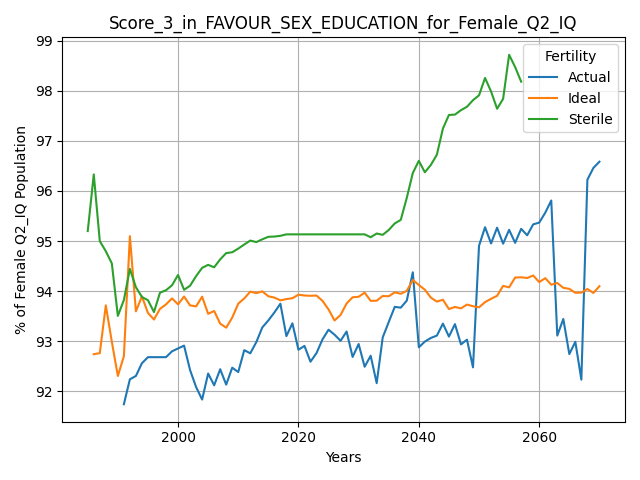 Score_3_in_FAVOUR_SEX_EDUCATION_for_Female_Q2_IQ
% of Female Q2_IQ Population
99
98
97
96
95
94
93
92
Fertility
Actual
Ideal
Sterile
2000
2020
2040
2060
Years